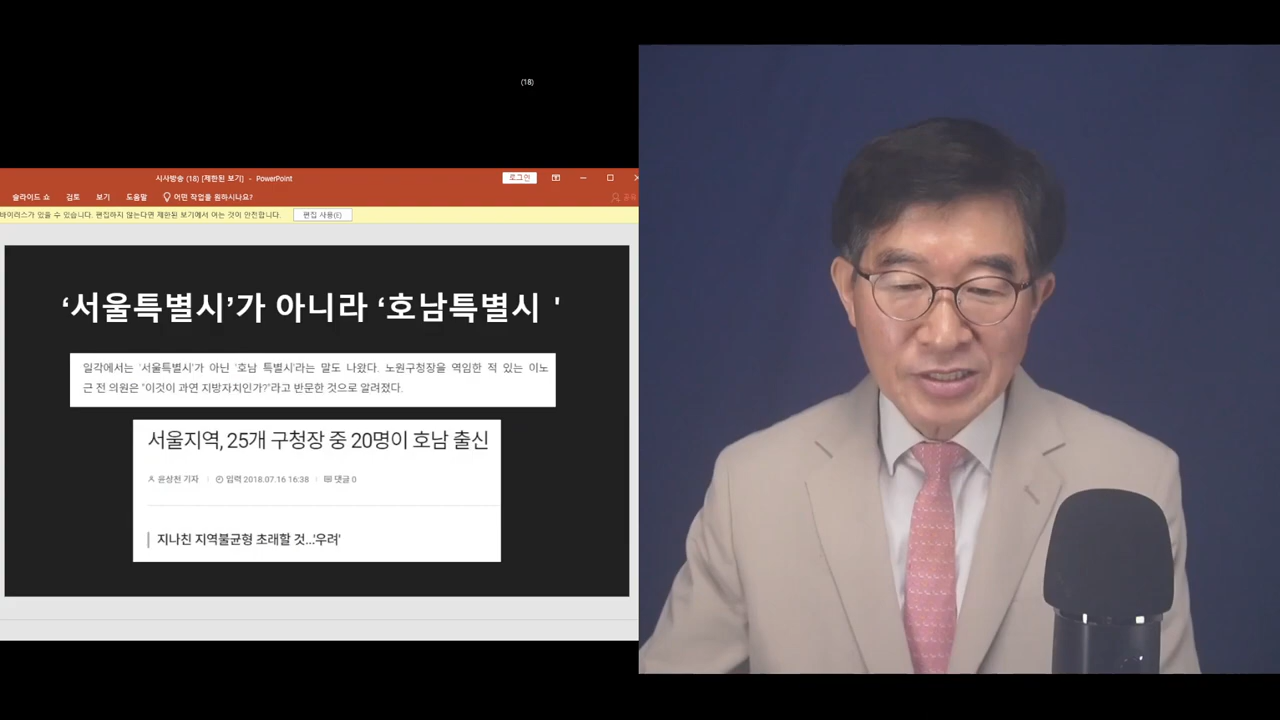 (18)
시사방송 (18) [제한된 보기] - PowerPoint
로그인
슬라이드 쇼 검토 보기 도움말 어떤 작업을 원하시나요? 공유
바이러스가 있을 수 있습니다. 편집하지 않는다면 제한된 보기에서 여는 것이 안전합니다. 편집 사용(E)
‘서울특별시’가 아니라 ‘호남특별시 '
일각에서는 '서울특별시'가 아닌 '호남 특별시'라는 말도 나왔다. 노원구청장을 역임한 적 있는 이노
근 전 의원은 "이것이 과연 지방자치인가?"라고 반문한 것으로 알려졌다.
서울지역, 25개 구청장 중 20명이 호남 출신
윤상천 기자 입력 2018.07.16 16:38 댓글 0
지나친 지역불균형 초래할 것...'우려'